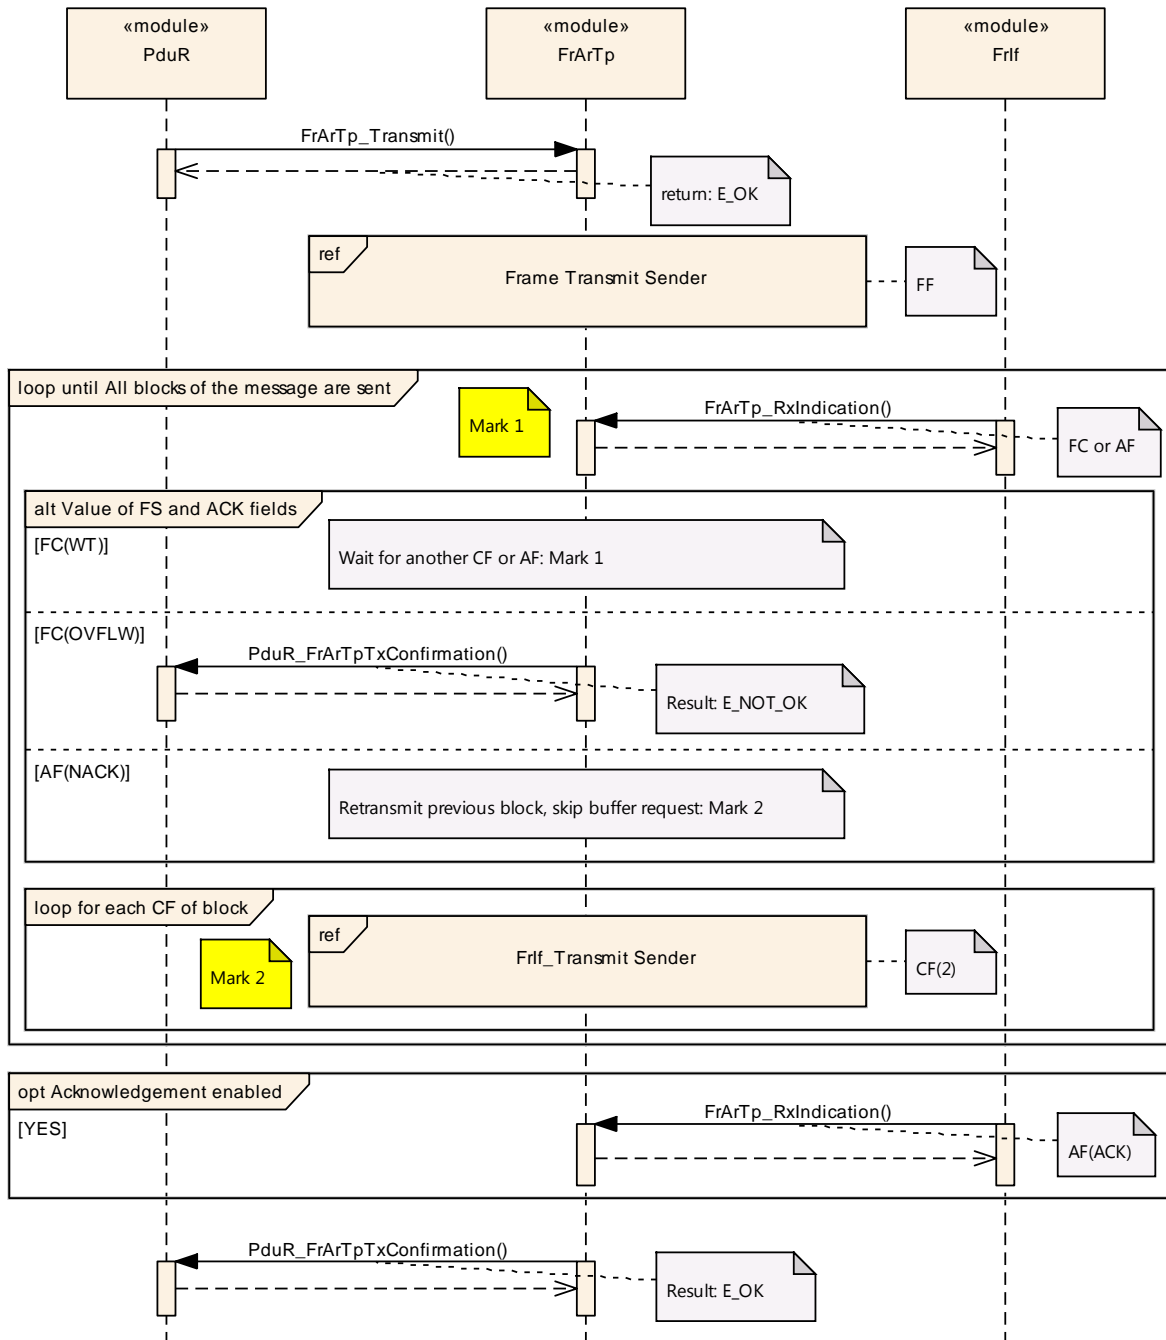 «module»
PduR
«module»
FrArTp
«module»
FrIf
FrArTp_Transmit()
return: E_OK
ref
Frame Transmit Sender
FF
loop until All blocks of the message are sent
Mark 1
FrArTp_RxIndication()
FC or AF
alt Value of FS and ACK fields
[FC(WT)]
Wait for another CF or AF: Mark 1
[FC(OVFLW)]
PduR_FrArTpTxConfirmation()
Result: E_NOT_OK
[AF(NACK)]
Retransmit previous block, skip buffer request: Mark 2
loop for each CF of block
ref
Mark 2
FrIf_Transmit Sender
CF(2)
opt Acknowledgement enabled
[YES]
FrArTp_RxIndication()
AF(ACK)
PduR_FrArTpTxConfirmation()
Result: E_OK